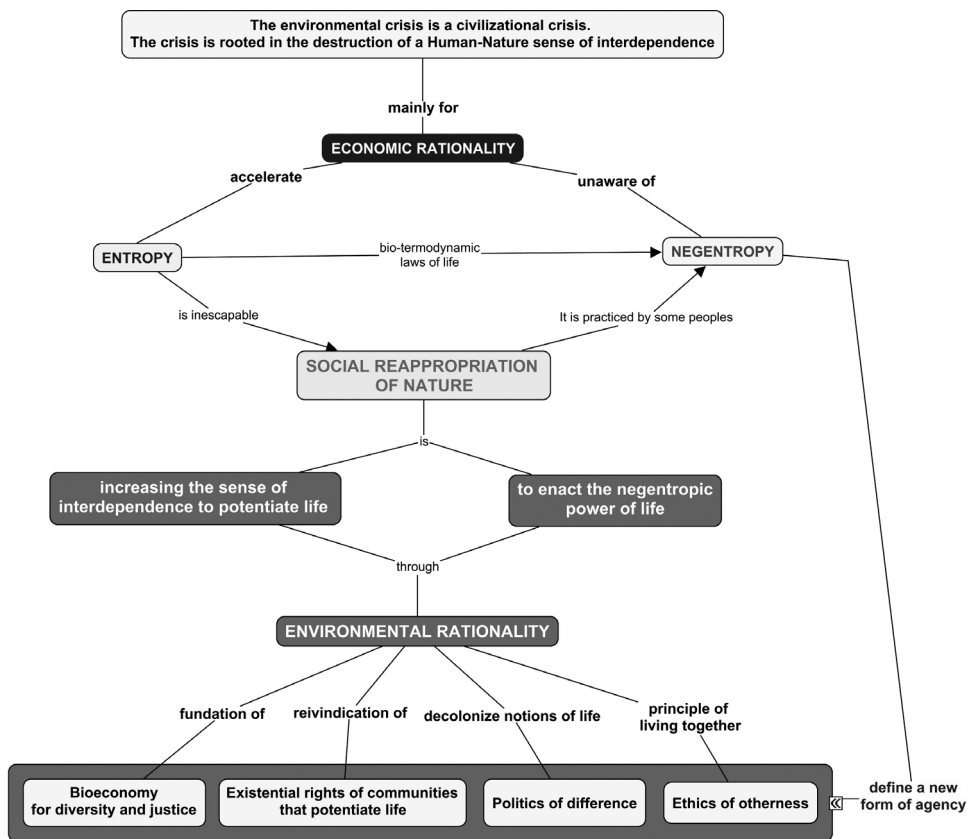 The environmental crisis is a civilizational crisis.
The crisis is rooted in the destruction of a Human-Nature sense of interdependence
mainly for
ECONOMIC RATIONALITY
accelerate
unaware of
ENTROPY
bio-termodynamic
laws of life
NEGENTROPY
is inescapable
It is practiced by some peoples
SOCIAL REAPPROPRIATION
OF NATURE
is
increasing the sense of
interdependence to potentiate life
to enact the negentropic
power of life
through
ENVIRONMENTAL RATIONALITY
fundation of
reivindication of
decolonize notions of life
principle of
living together
Bioeconomy
for diversity and justice
Existential rights of communities
that potentiate life
Politics of difference
Ethics of otherness
define a new
form of agency